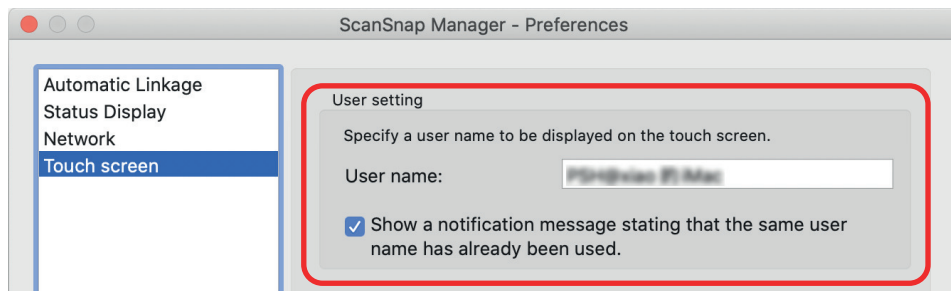 ScanSnap Manager - Preferences
Automatic Linkage
Status Display
Network
Touch screen
User setting
Specify a user name to be displayed on the touch screen.
User name:
Show a notification message stating that the same user
name has already been used.